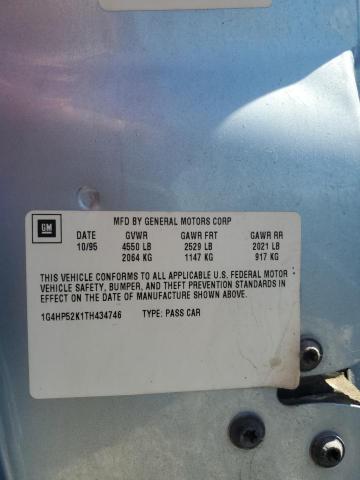 GM
MFD BY GENERAL MOTORS CORP
DATE GVWR GAWR FRT GAWR RR
10/95 4550 LB 2529 LB 2021 LB
2064 KG 1147 KG 917 KG
THIS VEHICLE CONFORMS TO ALL APPLICABLE U.S. FEDERAL MOTOR
VEHICLE SAFETY, BUMPER, AND THEFT PREVENTION STANDARDS IN
EFFECT ON THE DATE OF MANUFACTURE SHOWN ABOVE.
1G4HP52K1TH434746 TYPE: PASS CAR